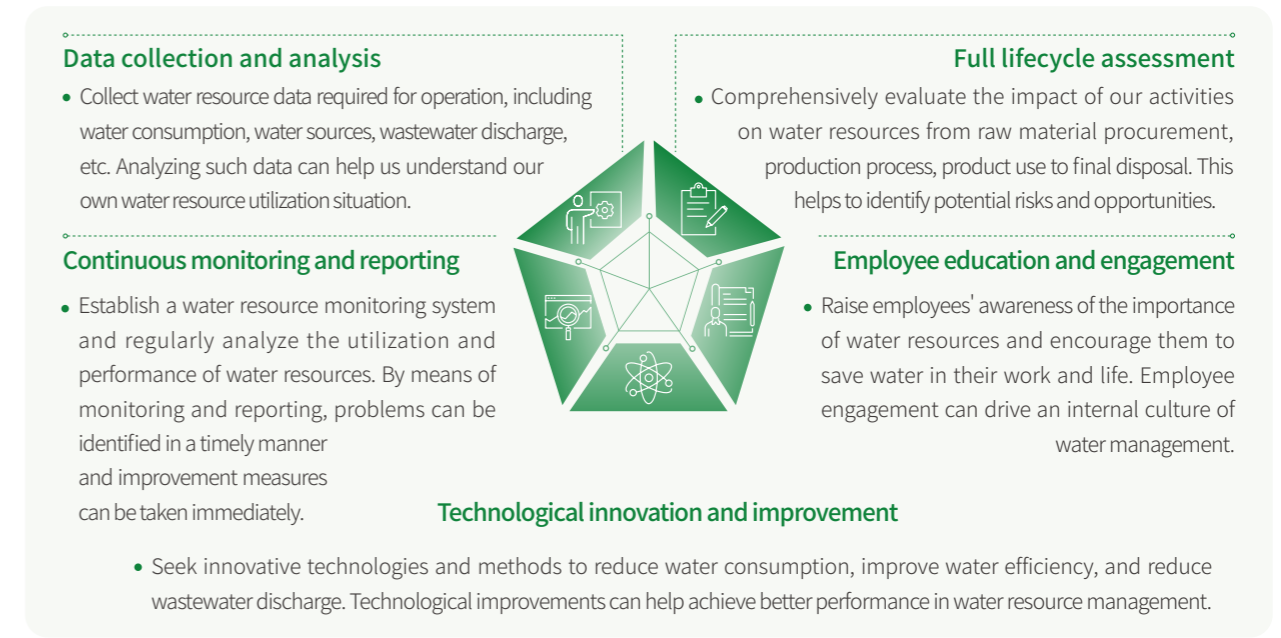 Data collection and analysis
• Collect water resource data required for operation, including
water consumption, water sources, wastewater discharge,
etc. Analyzing such data can help us understand our
own water resource utilization situation.
Full lifecycle assessment
• Comprehensively evaluate the impact of our activities
on water resources from raw material procurement,
production process, product use to final disposal. This
helps to identify potential risks and opportunities.
Continuous monitoring and reporting
• Establish a water resource monitoring system
and regularly analyze the utilization and
performance of water resources. By means of
monitoring and reporting, problems can be
identified in a timely manner
and improvement measures
can be taken immediately.
Employee education and engagement
• Raise employees' awareness of the importance
of water resources and encourage them to
save water in their work and life. Employee
engagement can drive an internal culture of
water management.
Technological innovation and improvement
• Seek innovative technologies and methods to reduce water consumption, improve water efficiency, and reduce
wastewater discharge. Technological improvements can help achieve better performance in water resource management.